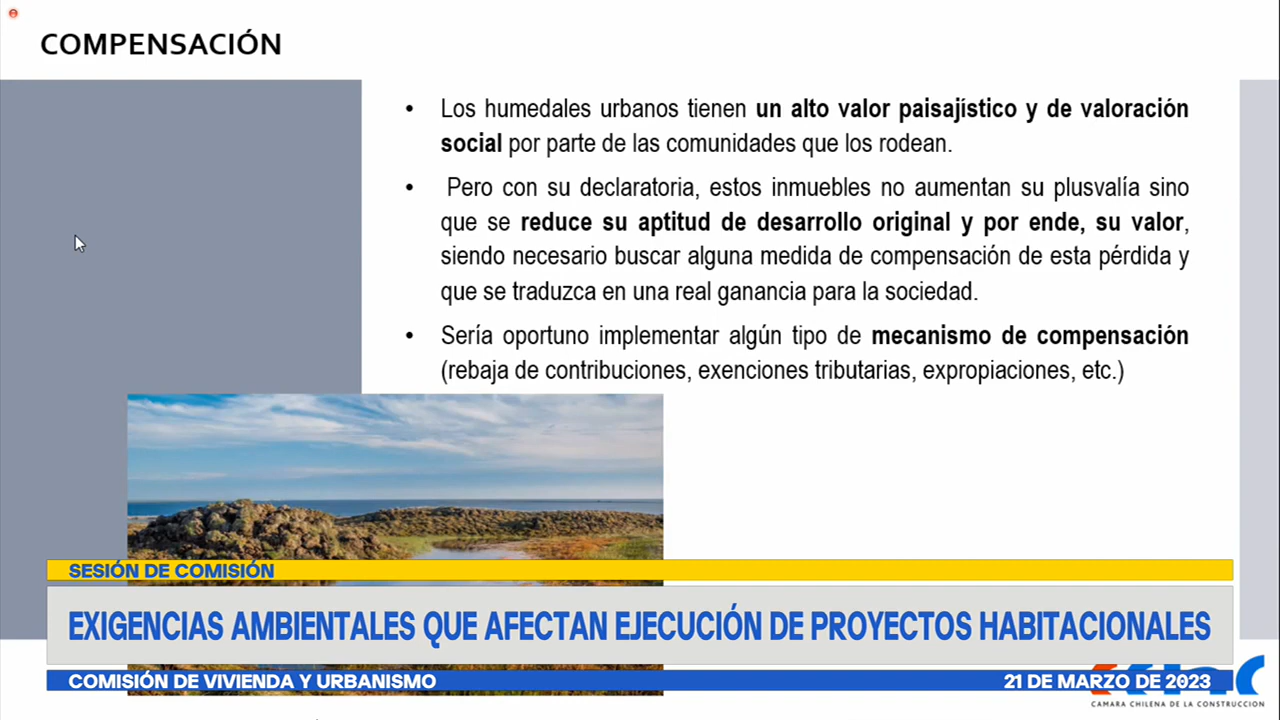 COMPENSACIÓN
• Los humedales urbanos tienen un alto valor paisajístico y de valoración
social por parte de las comunidades que los rodean.
• Pero con su declaratoria, estos inmuebles no aumentan su plusvalía sino
que se reduce su aptitud de desarrollo original y por ende, su valor,
siendo necesario buscar alguna medida de compensación de esta pérdida y
que se traduzca en una real ganancia para la sociedad.
• Sería oportuno implementar algún tipo de mecanismo de compensación
(rebaja de contribuciones, exenciones tributarias, expropiaciones, etc.)
SESIÓN DE COMISIÓN
EXIGENCIAS AMBIENTALES QUE AFECTAN EJECUCIÓN DE PROYECTOS HABITACIONALES
COMISIÓN DE VIVIENDA Y URBANISMO
21 DE MARZO DE 2023
CÁMARA CHILENA DE LA CONSTRUCCIÓN